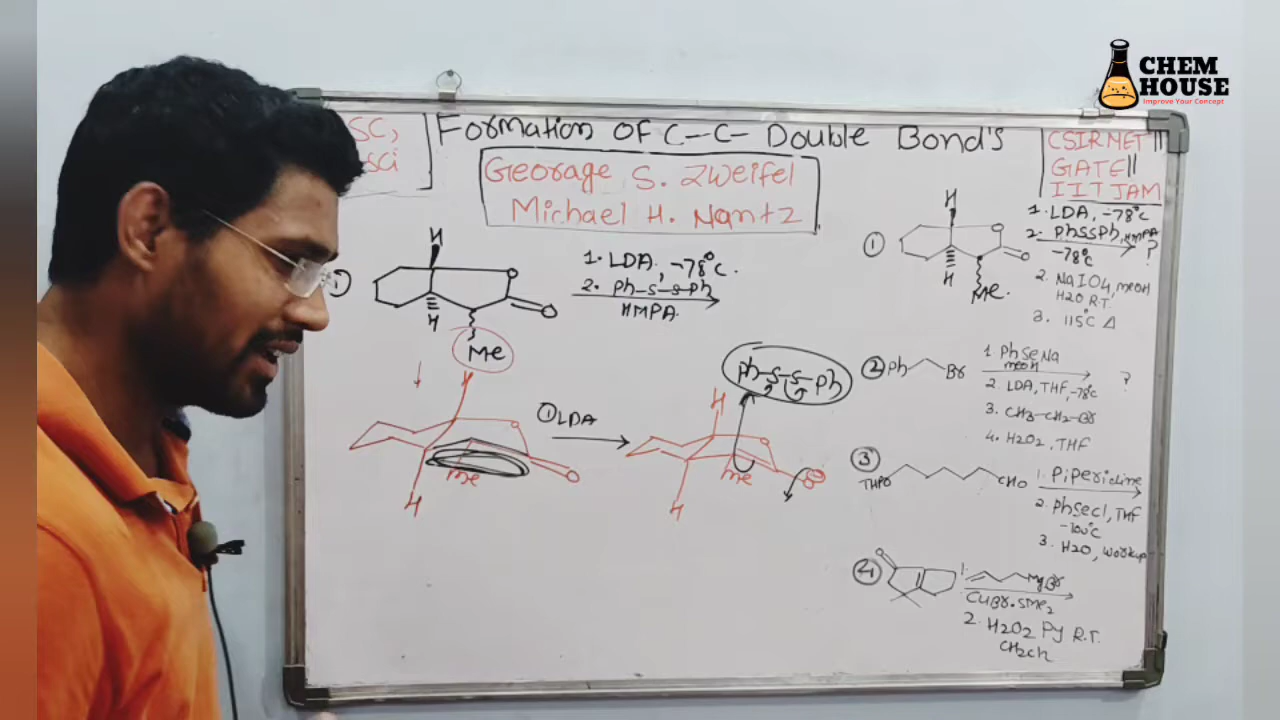 CHEM
HOUSE
Improve Your Concept
SC,
sci
Formation OF C-C- Double Bond's
Georage S. Zweifel
Michael H. Nantz
CSIR NET ||
GATE ||
IIT JAM
①
H
H
O
O
Me
1. LDA, -78°C.
2. Ph-S-S-Ph
HMPA
H
Me
H
O
① LDA
H
O
Me
H
O⊖
Ph-S-S-Ph
①
H
H
O
O
Me.
1. LDA, -78°C
2. PhSSPh, HMPA
-78°C
?
2. NaIO4, MeOH
H2O R.T.
3. 115°C Δ
② Ph
Br
1. PhSeNa
MeOH
2. LDA, THF, -78°C
3. CH3-CH2-Br
4. H2O2, THF
?
③
THPO
CHO
1. Piperidine
2. PhSeCl, THF
-100°C
3. H2O, workup
④
O
1.
MgBr
CuBr.SMe2
2. H2O2 Py R.T.